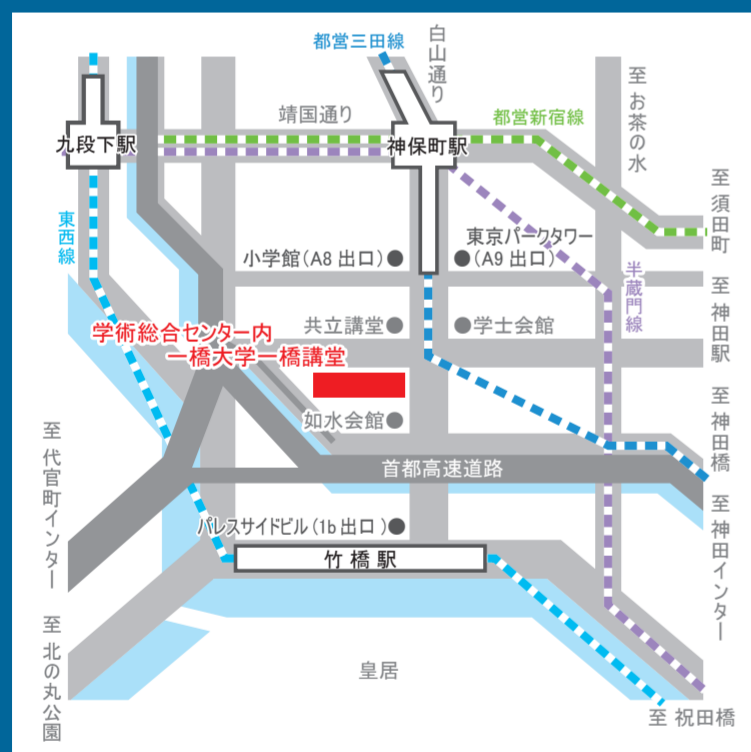 都営三田線
白山通り
靖国通り
都営新宿線
至 お茶の水
九段下駅
神保町駅
至 須田町
東西線
小学館(A8 出口)
東京パークタワー
(A9 出口)
半蔵門線
至 神田駅
共立講堂
学士会館
学術総合センター内
一橋大学一橋講堂
如水会館
至 神田橋
至 代官町インター
首都高速道路
至 神田インター
パレスサイドビル(1b 出口)
竹橋駅
至 北の丸公園
皇居
至 祝田橋